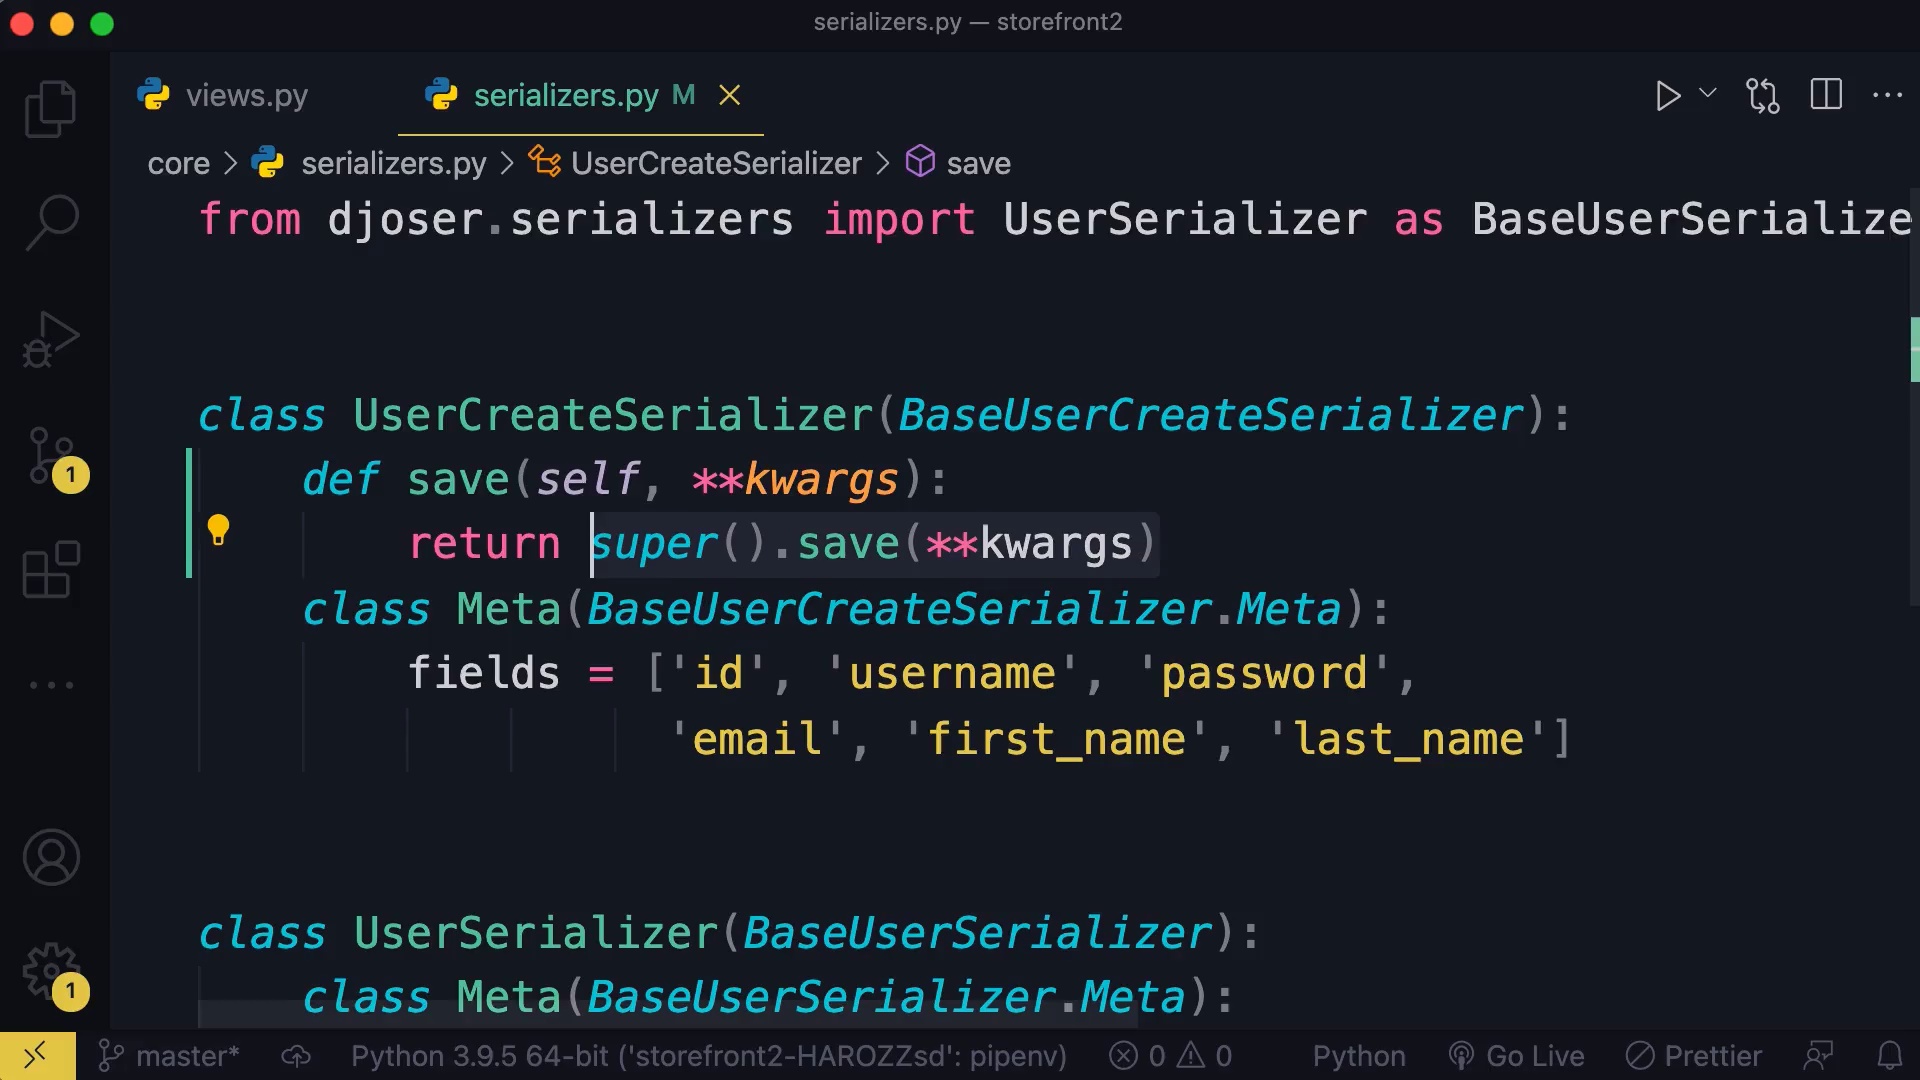 serializers.py — storefront2
views.py
serializers.py M
core > serializers.py > UserCreateSerializer > save
from djoser.serializers import UserSerializer as BaseUserSerialize
class UserCreateSerializer(BaseUserCreateSerializer):
def save(self, **kwargs):
return super().save(**kwargs)
class Meta(BaseUserCreateSerializer.Meta):
fields = ['id', 'username', 'password',
'email', 'first_name', 'last_name']
class UserSerializer(BaseUserSerializer):
class Meta(BaseUserSerializer.Meta):
1
1
master* Python 3.9.5 64-bit ('storefront2-HAROZZsd': pipenv) 0 0 Python Go Live Prettier